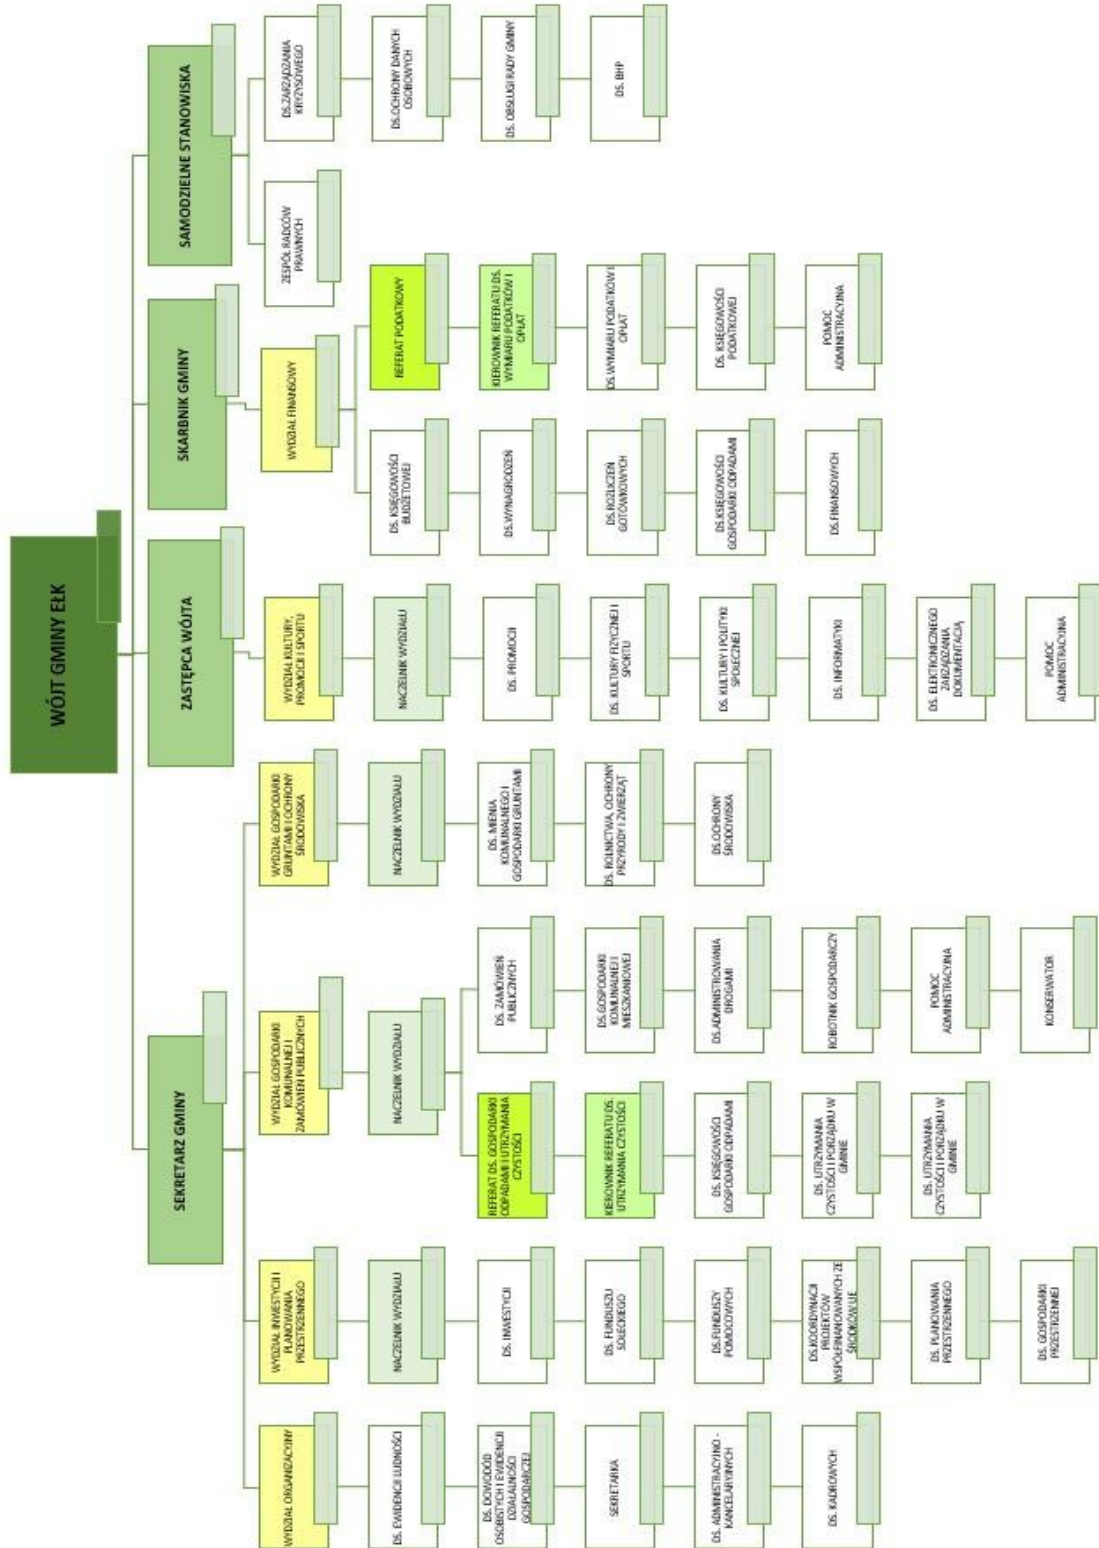 WÓJT GMINY EŁK
SEKRETARZ GMINY
ZASTĘPCA WÓJTA
SKARBNIK GMINY
SAMODZIELNE STANOWISKA
WYDZIAŁ ORGANIZACYJNY
DS. EWIDENCJI LUDNOŚCI
DS. DOWODÓD
OSOBISTYCH I EWIDENCJI
DZIAŁALNOŚCI
GOSPODARCZEJ
SEKRETARKA
DS. ADMINISTRACYJNO -
KANCELARYJNYCH
DS. KADROWYCH
WYDZIAŁ INWESTYCJI I
PLANOWANIA
PRZESTRZENNEGO
NACZELNIK WYDZIAŁU
DS. INWESTYCJI
DS. FUNDUSZU
SOŁECKIEGO
DS.FUNDUSZY
POMOCOWYCH
DS.KOORDYNACJI
PROJEKTÓW
WSPÓŁFINANSOWANYCH ZE
ŚRODKÓW UE
DS. PLANOWANIA
PRZESTRZENNEGO
DS. GOSPODARKI
PRZESTRZENNEJ
WYDZIAŁ GOSPODARKI
KOMUNALNEJ I
ZAMÓWIEŃ PUBLICZNYCH
NACZELNIK WYDZIAŁU
REFERAT DS. GOSPODARKI
ODPADAMI I UTRZYMANIA
CZYSTOŚCI
KIEROWNIK REFERATU DS.
UTRZYMANIA CZYSTOŚCI
DS. KSIĘGOWOŚCI
GOSPODARKI ODPADAMI
DS. UTRZYMANIA
CZYSTOŚCI I PORZĄDKU W
GMINIE
DS. UTRZYMANIA
CZYSTOŚCI I PORZĄDKU W
GMINIE
DS. ZAMÓWIEŃ
PUBLICZNYCH
DS.GOSPODARKI
KOMUNALNEJ I
MIESZKANIOWEJ
DS.ADMINISTROWANIA
DROGAMI
ROBOTNIK GOSPODARCZY
POMOC
ADMINISTRACYJNA
KONSERWATOR
WYDZIAŁ GOSPODARKI
GRUNTAMI I OCHRONY
ŚRODOWISKA
NACZELNIK WYDZIAŁU
DS. MIENIA
KOMUNALNEGO I
GOSPODARKI GRUNTAMI
DS. ROLNICTWA, OCHRONY
PRZYRODY I ZWIERZĄT
DS.OCHRONY
ŚRODOWISKA
WYDZIAŁ KULTURY,
PROMOCJI I SPORTU
NACZELNIK WYDZIAŁU
DS. PROMOCJI
DS. KULTURY FIZYCZNEJ I
SPORTU
DS. KULTURY I POLITYKI
SPOŁECZNEJ
DS. INFORMATYKI
DS. ELEKTRONICZNEGO
ZARZĄDZANIA
DOKUMENTACJĄ
POMOC
ADMINISTRACYJNA
WYDZIAŁ FINANSOWY
DS. KSIĘGOWOŚCI
BUDŻETOWEJ
DS.WYNAGRODZEŃ
DS.ROZLICZEŃ
GOTÓWKOWYCH
DS.KSIĘGOWOŚCI
GOSPODARKI ODPADAMI
DS.FINANSOWYCH
REFERAT PODATKOWY
KIEROWNIK REFERATU DS.
WYMIARU PODATKÓW I
OPŁAT
DS.WYMIARU PODATKÓW I
OPŁAT
DS. KSIĘGOWOŚCI
PODATKOWEJ
POMOC
ADMINISTRACYJNA
ZESPÓŁ RADCÓW
PRAWNYCH
DS.ZARZĄDZANIA
KRYZYSOWEGO
DS.OCHRONY DANYCH
OSOBOWYCH
DS. OBSŁUGI RADY GMINY
DS. BHP